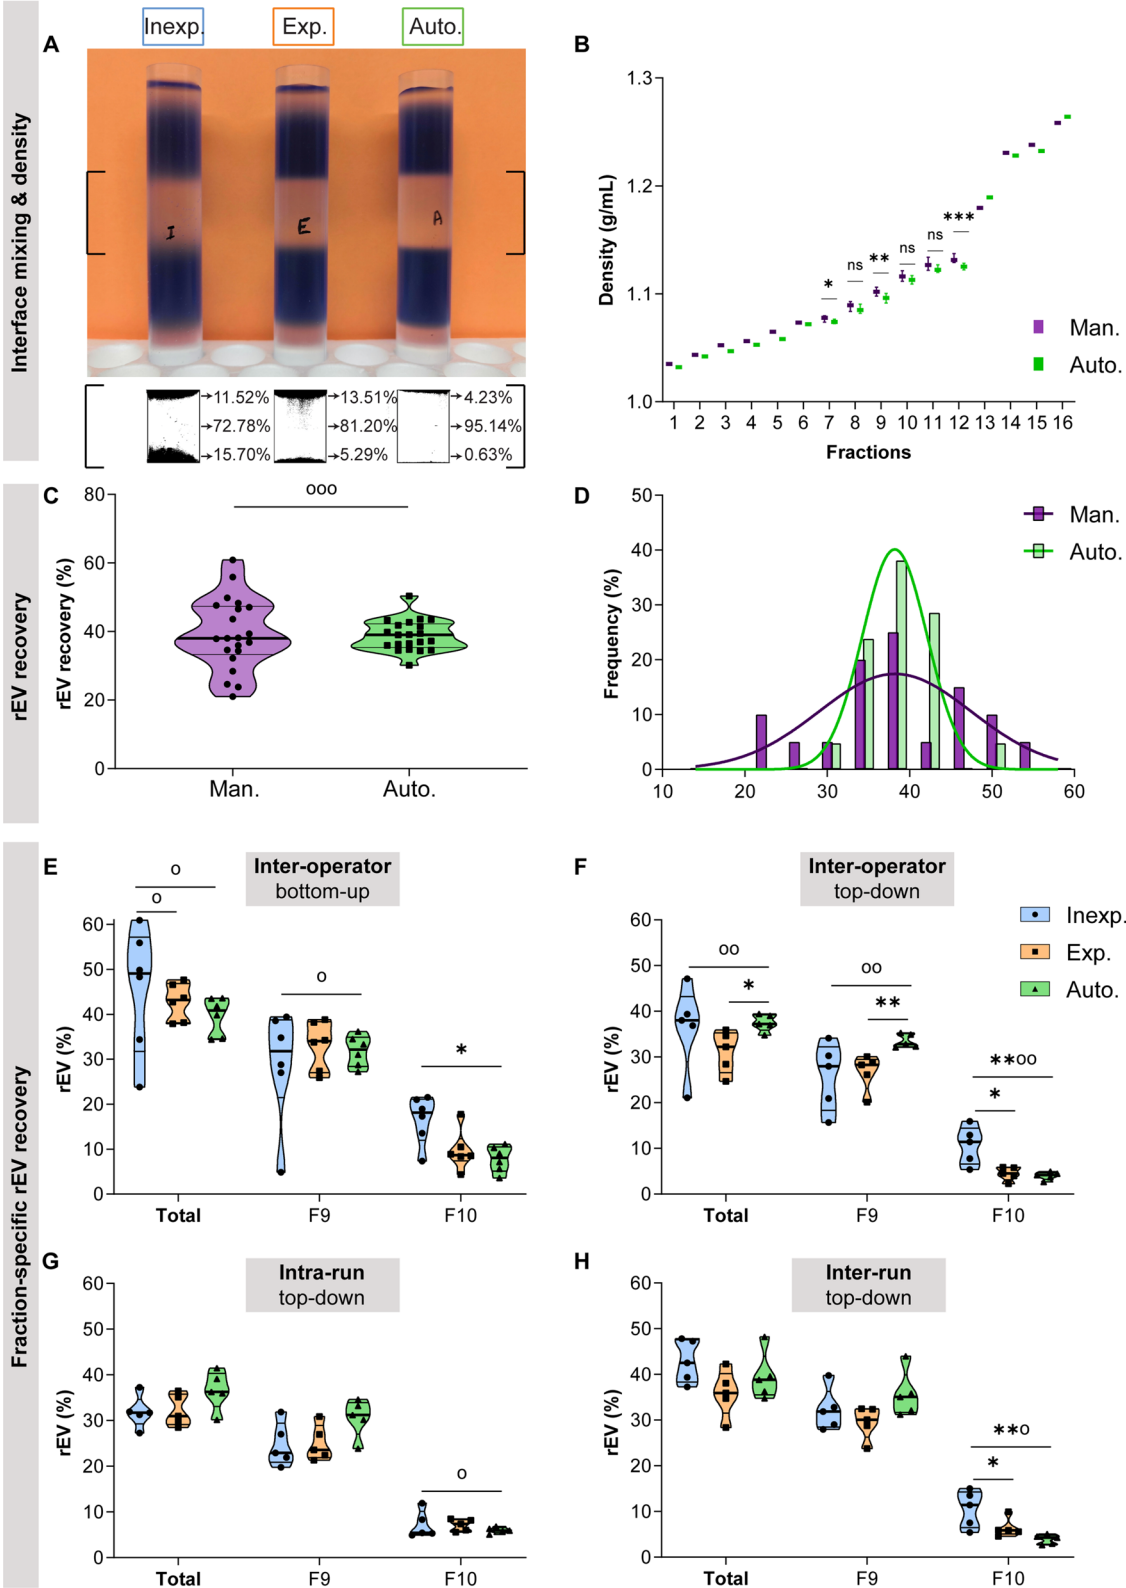 Interface mixing & density
A
Inexp.
Exp.
Auto.
I
E
A
→11.52%
→72.78%
→15.70%
→13.51%
→81.20%
→5.29%
→4.23%
→95.14%
→0.63%
B
Density (g/mL)
1.3
1.2
1.1
1.0
*
ns
**
ns
ns
***
Man.
Auto.
1 2 3 4 5 6 7 8 9 10 11 12 13 14 15 16
Fractions
rEV recovery
C
rEV recovery (%)
80
60
40
20
0
ooo
Man.
Auto.
D
Frequency (%)
50
40
30
20
10
0
Man.
Auto.
10 20 30 40 50 60
Fraction-specific rEV recovery
E
Inter-operator
bottom-up
rEV (%)
60
50
40
30
20
10
0
o
o
o
*
Total F9 F10
F
Inter-operator
top-down
rEV (%)
60
50
40
30
20
10
0
oo
*
oo
**
**oo
*
Inexp.
Exp.
Auto.
Total F9 F10
G
Intra-run
top-down
rEV (%)
60
50
40
30
20
10
0
o
Total F9 F10
H
Inter-run
top-down
rEV (%)
60
50
40
30
20
10
0
**o
*
Total F9 F10